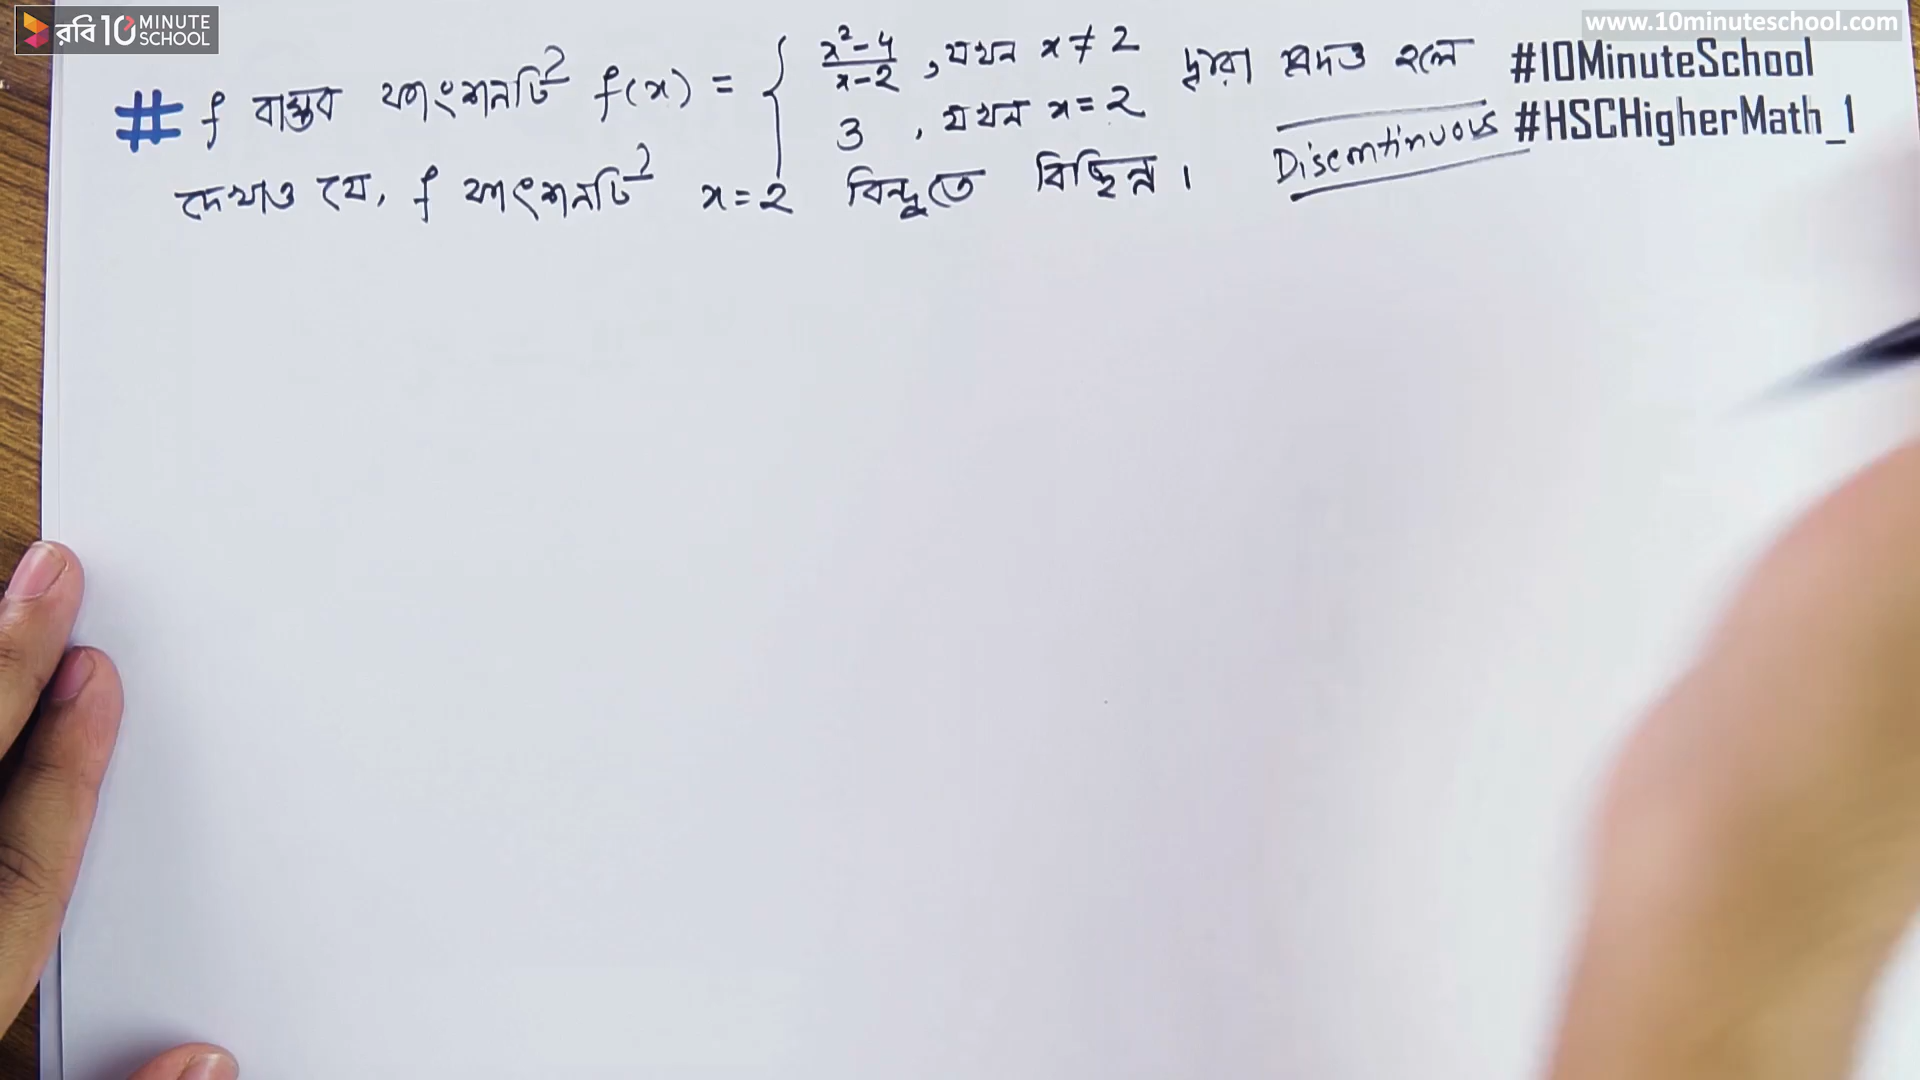 রবি 10 MINUTE SCHOOL
www.10minuteschool.com
# f বাস্তব ফাংশনটি f(x) = { x²-4/x-2 , যখন x ≠ 2 দ্বারা প্রদত্ত হলে
3 , যখন x = 2
#10MinuteSchool
#HSCHigherMath_1
Discontinuous
দেখাও যে, f ফাংশনটি x = 2 বিন্দুতে বিচ্ছিন্ন ।